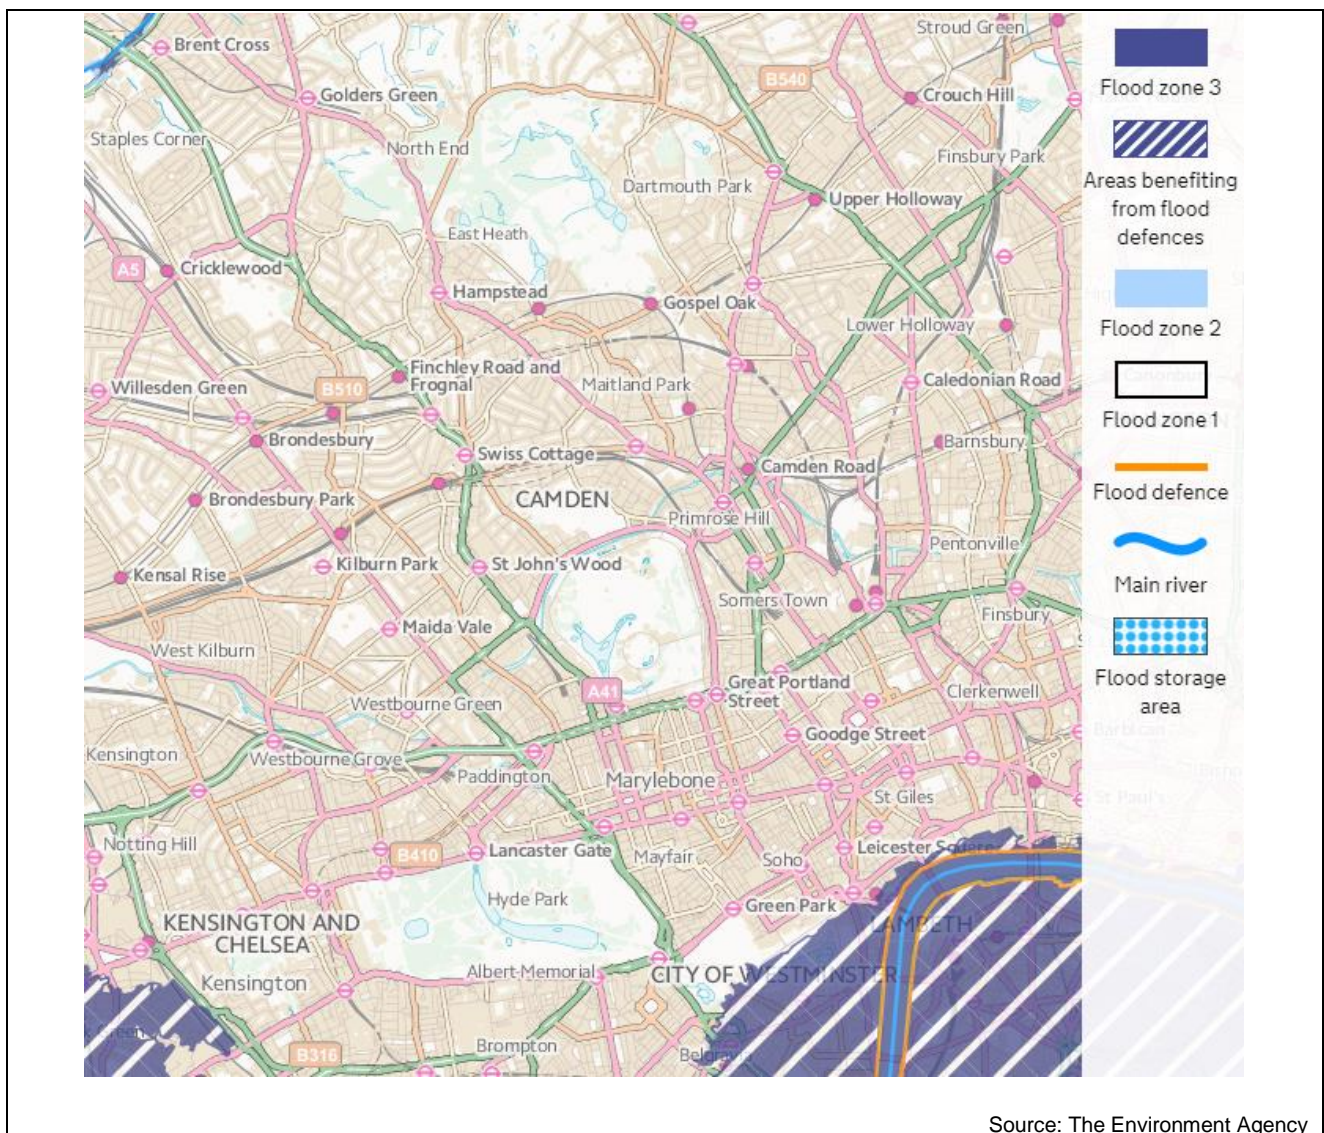 Stroud Green
Brent Cross
B540
Golders Green
Crouch Hill
Staples Corner
North End
Finsbury Park
Dartmouth Park
Upper Holloway
East Heath
A5
Cricklewood
Hampstead
Gospel Oak
Lower Holloway
Finchley Road and
Frognal
Willesden Green
B510
Maitland Park
Caledonian Road
Brondesbury
Barnsbury
Swiss Cottage
Camden Road
Brondesbury Park
CAMDEN
Primrose Hill
Pentonville
Kensal Rise
Kilburn Park
St John's Wood
Somers Town
Finsbury
Maida Vale
West Kilburn
A41
Great Portland
Street
Clerkenwell
Westbourne Green
Goodge Street
Kensington
Westbourne Grove
Paddington
Marylebone
St Giles
Notting Hill
B410
Lancaster Gate
Mayfair
Soho
Leicester Square
Hyde Park
Green Park
KENSINGTON AND
CHELSEA
LAMBETH
Kensington
Albert Memorial
CITY OF WESTMINSTER
B316
Brompton
Belgravia
Flood zone 3
Areas benefiting
from flood
defences
Flood zone 2
Flood zone 1
Flood defence
Main river
Flood storage
area
Barbican
St Paul's
Source: The Environment Agency